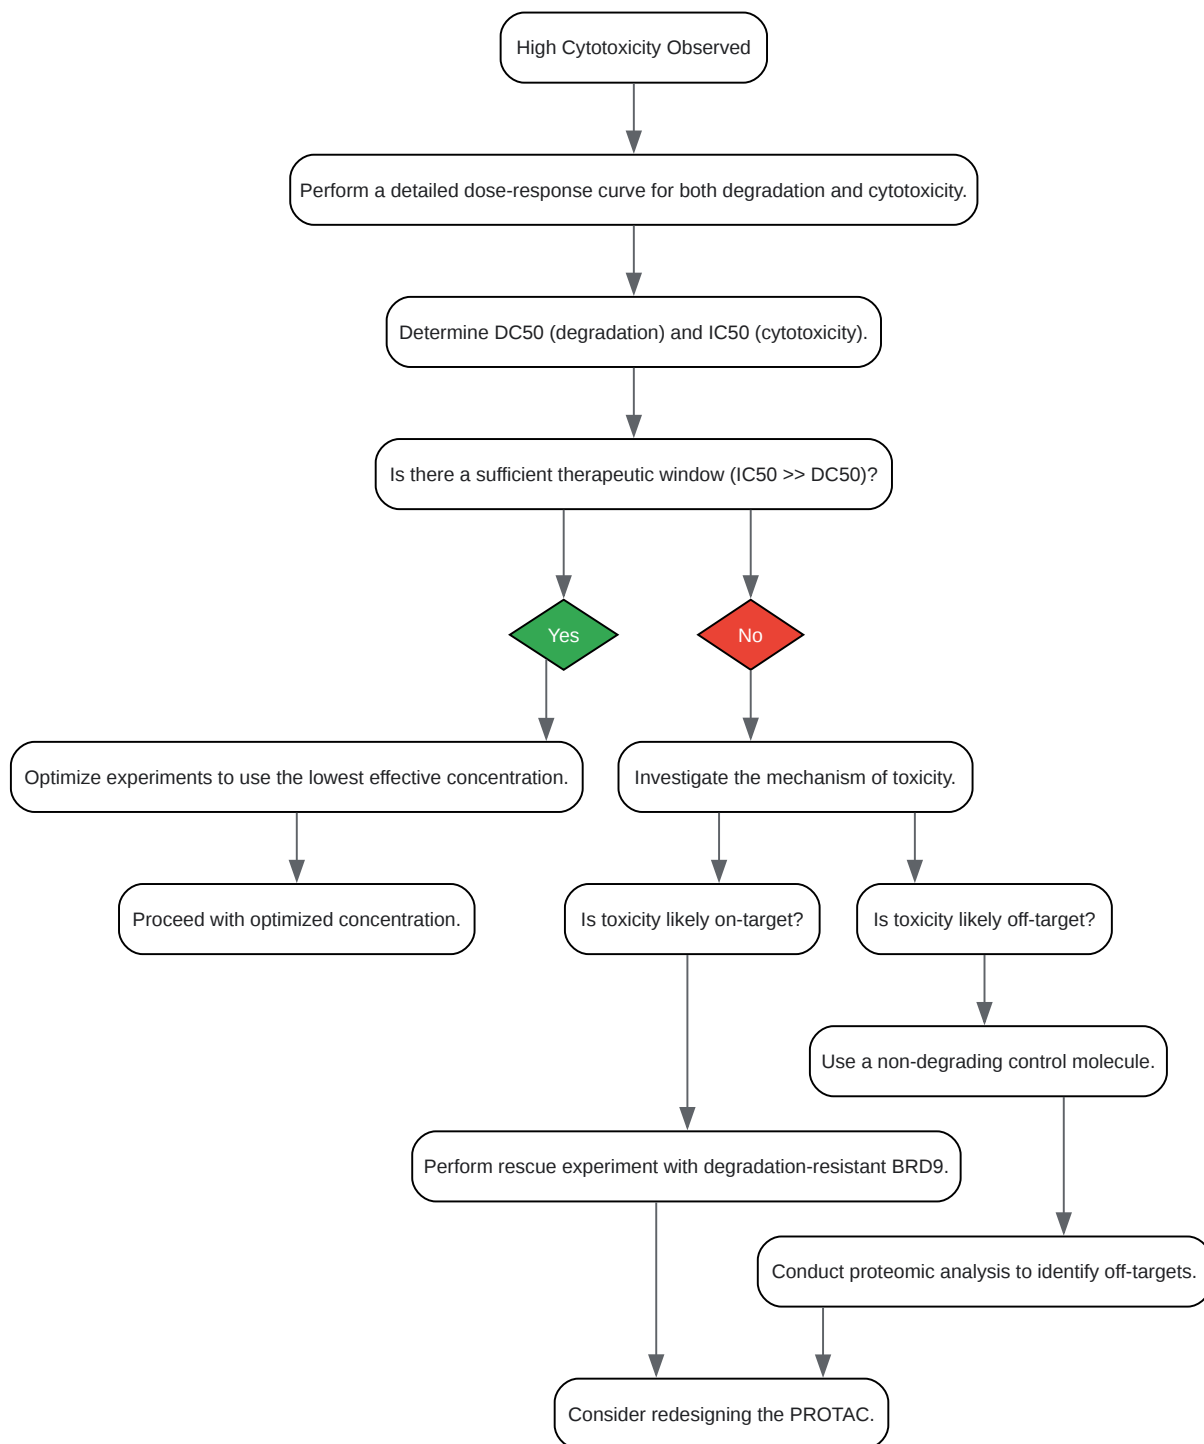 High Cytotoxicity Observed
Perform a detailed dose-response curve for both degradation and cytotoxicity.
Determine DC50 (degradation) and IC50 (cytotoxicity).
Is there a sufficient therapeutic window (IC50 >> DC50)?
Yes
No
Optimize experiments to use the lowest effective concentration.
Investigate the mechanism of toxicity.
Proceed with optimized concentration.
Is toxicity likely on-target?
Is toxicity likely off-target?
Use a non-degrading control molecule.
Perform rescue experiment with degradation-resistant BRD9.
Conduct proteomic analysis to identify off-targets.
Consider redesigning the PROTAC.